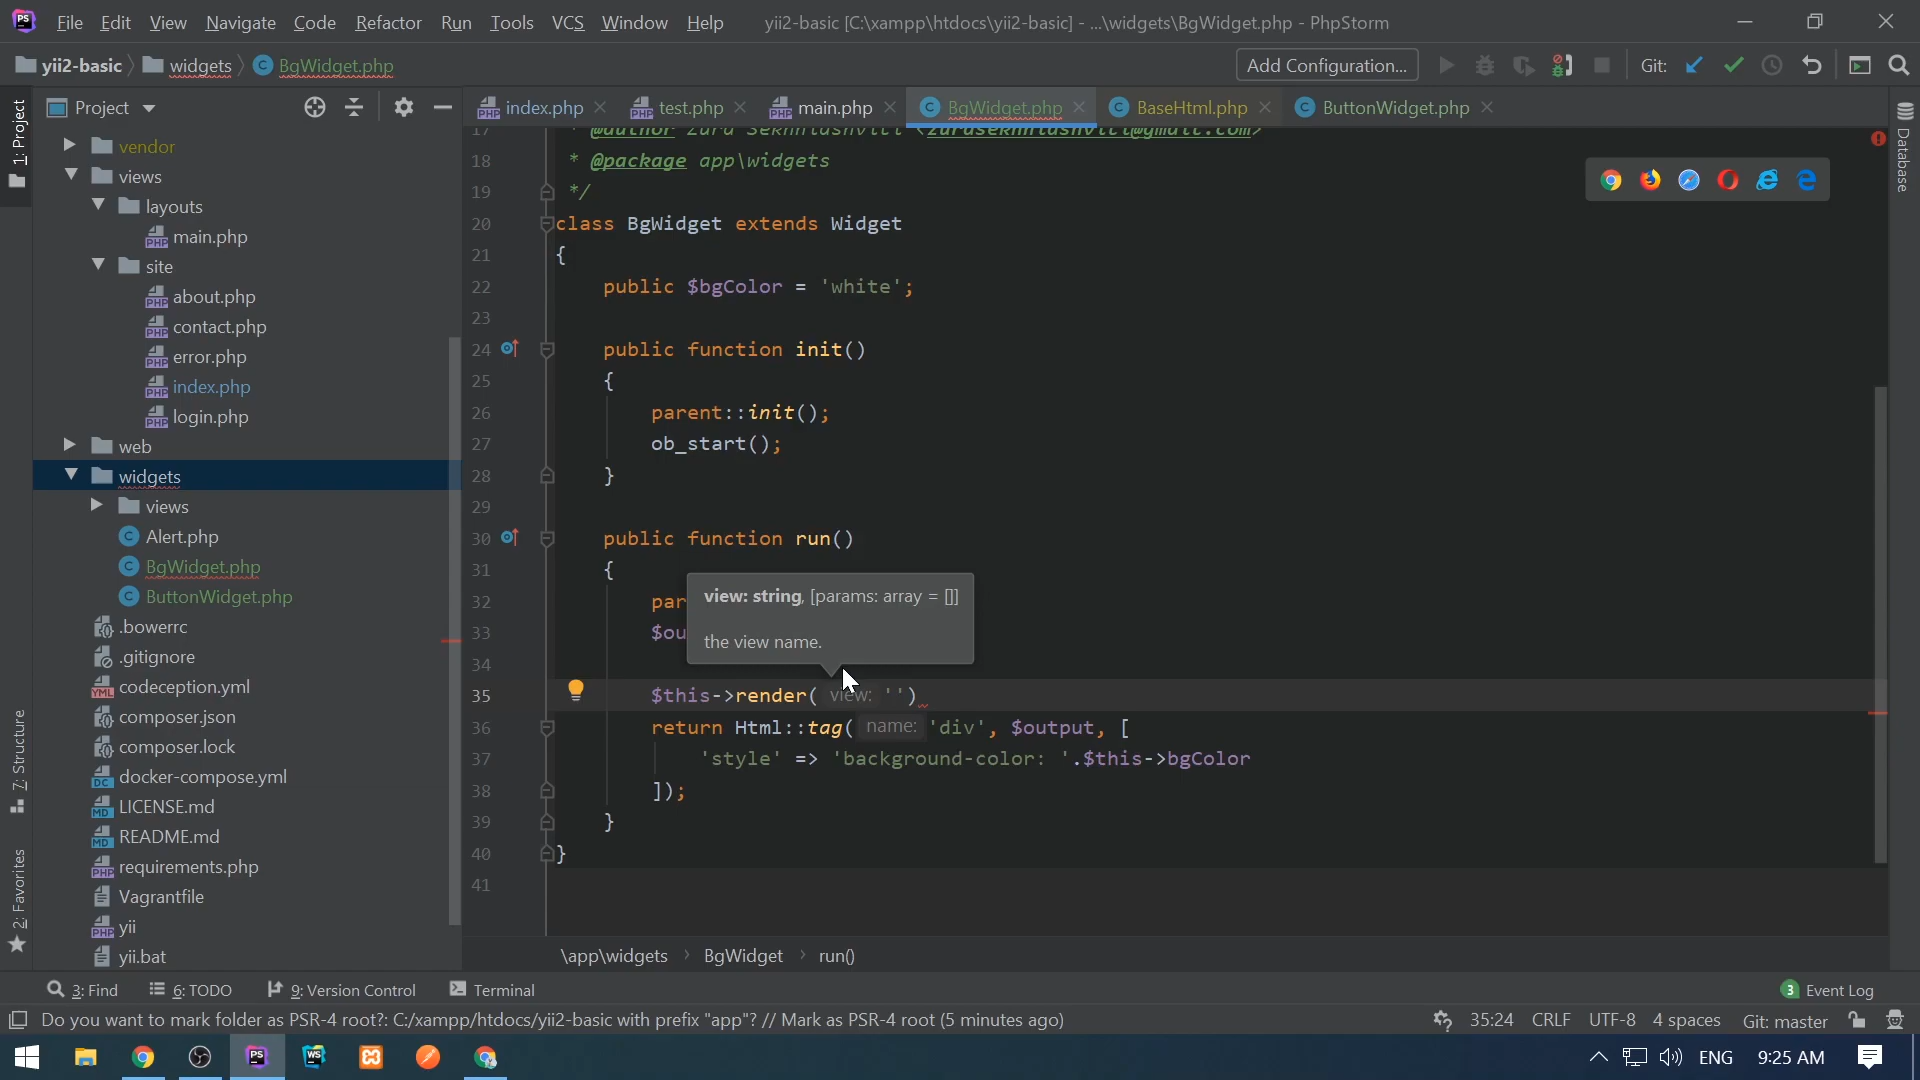 File Edit View Navigate Code Refactor Run Tools VCS Window Help yii2-basic [C:\xampp\htdocs\yii2-basic] - ...\widgets\BgWidget.php - PhpStorm
yii2-basic widgets BgWidget.php Add Configuration... Git:
Project
index.php test.php main.php BgWidget.php BaseHtml.php ButtonWidget.php
1: Project
Database
7: Structure
2: Favorites
vendor
views
layouts
main.php
site
about.php
contact.php
error.php
index.php
login.php
web
widgets
views
Alert.php
BgWidget.php
ButtonWidget.php
.bowerrc
.gitignore
codeception.yml
composer.json
composer.lock
docker-compose.yml
LICENSE.md
README.md
requirements.php
Vagrantfile
yii
yii.bat
17 * @author
18 * @package app\widgets
19 */
20 class BgWidget extends Widget
21 {
22 public $bgColor = 'white';
23
24 public function init()
25 {
26 parent::init();
27 ob_start();
28 }
29
30 public function run()
31 {
32 par
33 $ou
view: string, [params: array = []]
the view name.
34
35 $this->render( view: '')
36 return Html::tag( name: 'div', $output, [
37 'style' => 'background-color: '.$this->bgColor
38 ]);
39 }
40 }
41
\app\widgets BgWidget run()
3: Find 6: TODO 9: Version Control Terminal 3 Event Log
Do you want to mark folder as PSR-4 root?: C:/xampp/htdocs/yii2-basic with prefix "app"? // Mark as PSR-4 root (5 minutes ago) 35:24 CRLF UTF-8 4 spaces Git: master
ENG 9:25 AM